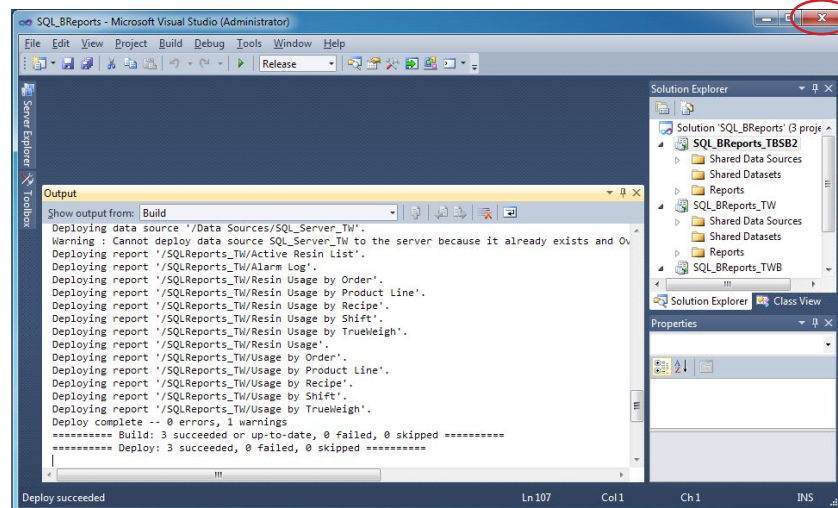 SQL_BReports - Microsoft Visual Studio (Administrator)
File Edit View Project Build Debug Tools Window Help
Release
Server Explorer
Toolbox
Solution Explorer
Solution 'SQL_BReports' (3 proje
SQL_BReports_TBSB2
Shared Data Sources
Shared Datasets
Reports
SQL_BReports_TW
Shared Data Sources
Shared Datasets
Reports
SQL_BReports_TWB
Solution Explorer Class View
Properties
Output
Show output from: Build
Deploying data source '/Data Sources/SQL_Server_TW'.
Warning : Cannot deploy data source SQL_Server_TW to the server because it already exists and Ov
Deploying report '/SQLReports_TW/Active Resin List'.
Deploying report '/SQLReports_TW/Alarm Log'.
Deploying report '/SQLReports_TW/Resin Usage by Order'.
Deploying report '/SQLReports_TW/Resin Usage by Product Line'.
Deploying report '/SQLReports_TW/Resin Usage by Recipe'.
Deploying report '/SQLReports_TW/Resin Usage by Shift'.
Deploying report '/SQLReports_TW/Resin Usage by TrueWeigh'.
Deploying report '/SQLReports_TW/Resin Usage'.
Deploying report '/SQLReports_TW/Usage by Order'.
Deploying report '/SQLReports_TW/Usage by Product Line'.
Deploying report '/SQLReports_TW/Usage by Recipe'.
Deploying report '/SQLReports_TW/Usage by Shift'.
Deploying report '/SQLReports_TW/Usage by TrueWeigh'.
Deploy complete -- 0 errors, 1 warnings
========== Build: 3 succeeded or up-to-date, 0 failed, 0 skipped ==========
========== Deploy: 3 succeeded, 0 failed, 0 skipped ==========
Deploy succeeded Ln 107 Col 1 Ch 1 INS